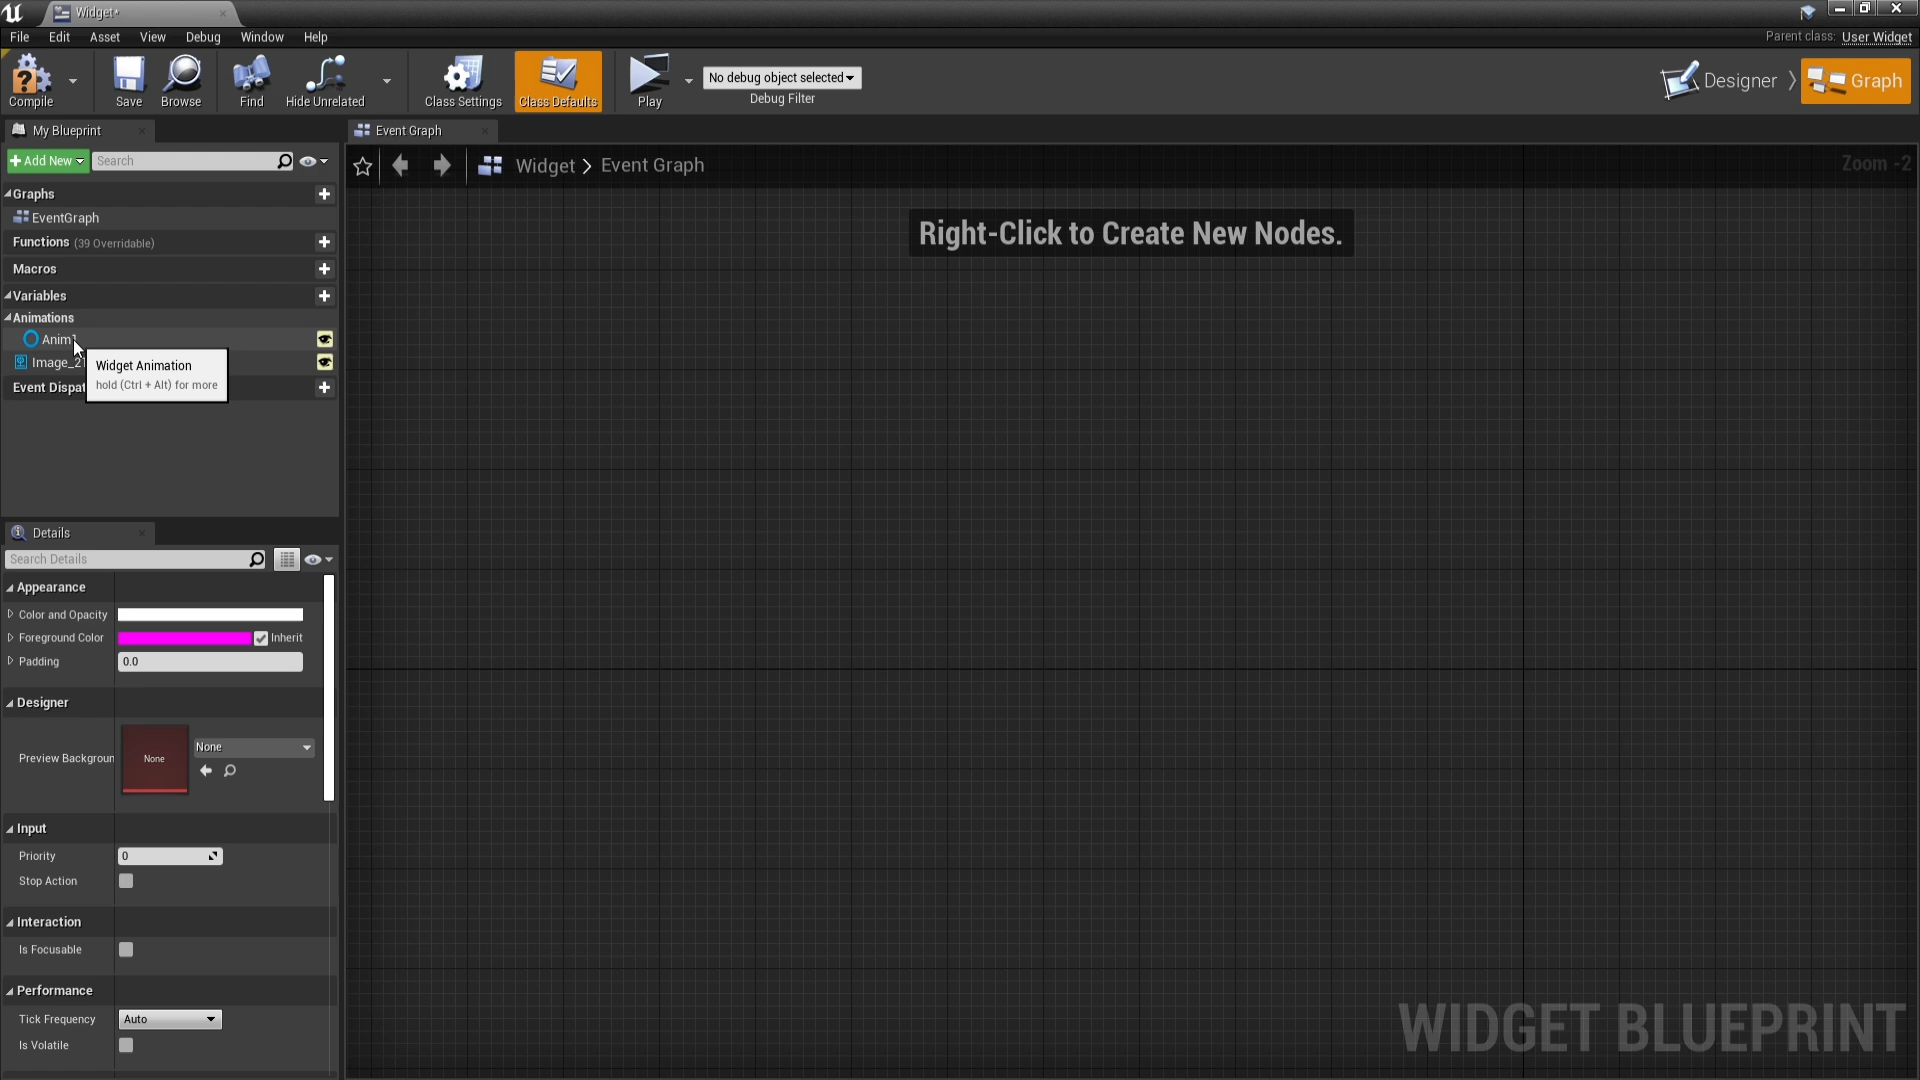 Widget*
File Edit Asset View Debug Window Help
Parent class: User Widget
Compile Save Browse Find Hide Unrelated Class Settings Class Defaults Play
No debug object selected
Debug Filter
Designer Graph
My Blueprint
Event Graph
Add New Search
Widget > Event Graph
Zoom -2
Right-Click to Create New Nodes.
Graphs
EventGraph
Functions (39 Overridable)
Macros
Variables
Animations
Anim1
Image_21
Widget Animation
hold (Ctrl + Alt) for more
Event Dispat
Details
Search Details
Appearance
Color and Opacity
Foreground Color Inherit
Padding 0.0
Designer
Preview Backgroun None None
Input
Priority 0
Stop Action
Interaction
Is Focusable
Performance
Tick Frequency Auto
Is Volatile
WIDGET BLUEPRINT